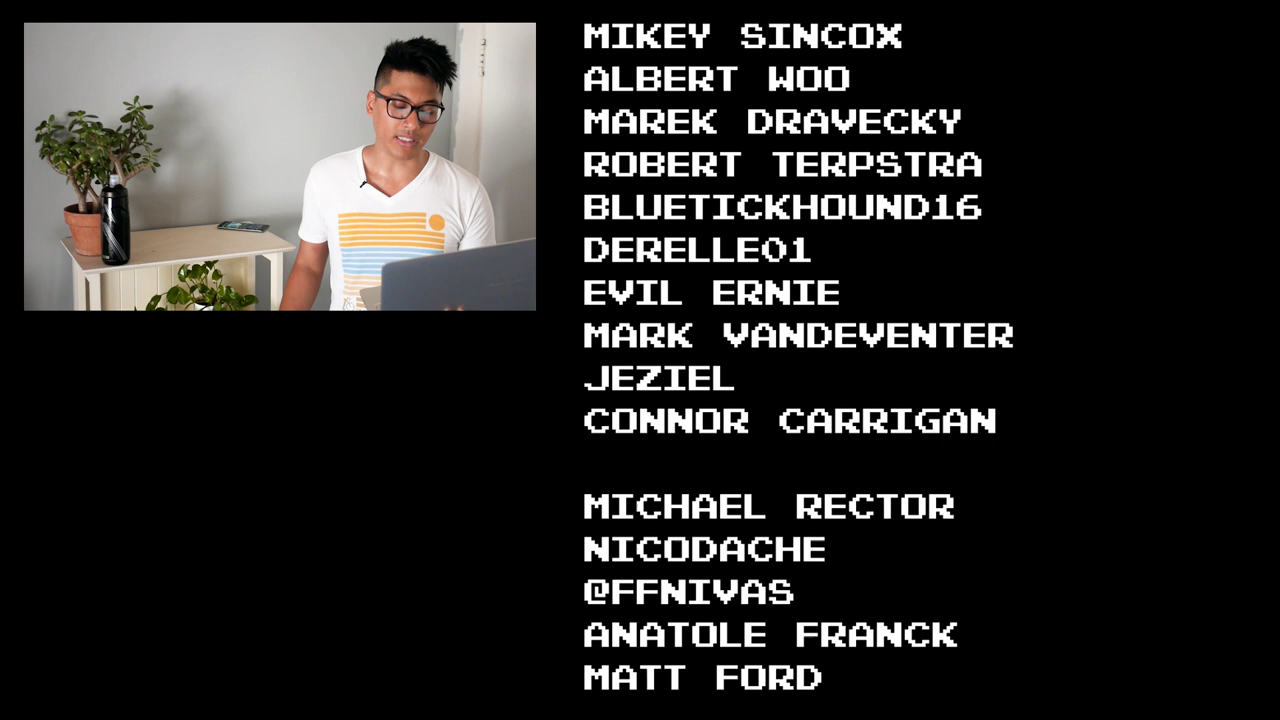 MIKEY SINCOX
ALBERT WOO
MAREK DRAVECKY
ROBERT TERPSTRA
BLUETICKHOUND16
DERELLE01
EVIL ERNIE
MARK VANDEVENTER
JEZIEL
CONNOR CARRIGAN
MICHAEL RECTOR
NICODACHE
@FFNIVAS
ANATOLE FRANCK
MATT FORD